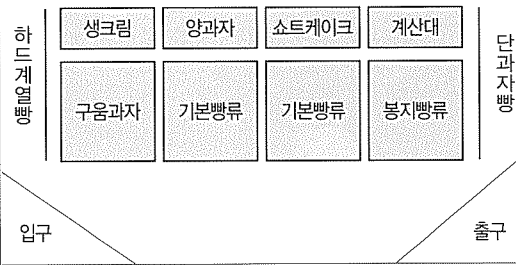 하드계열빵
생크림
양과자
쇼트케이크
계산대
단과자빵
구움과자
기본빵류
기본빵류
봉지빵류
입구
출구